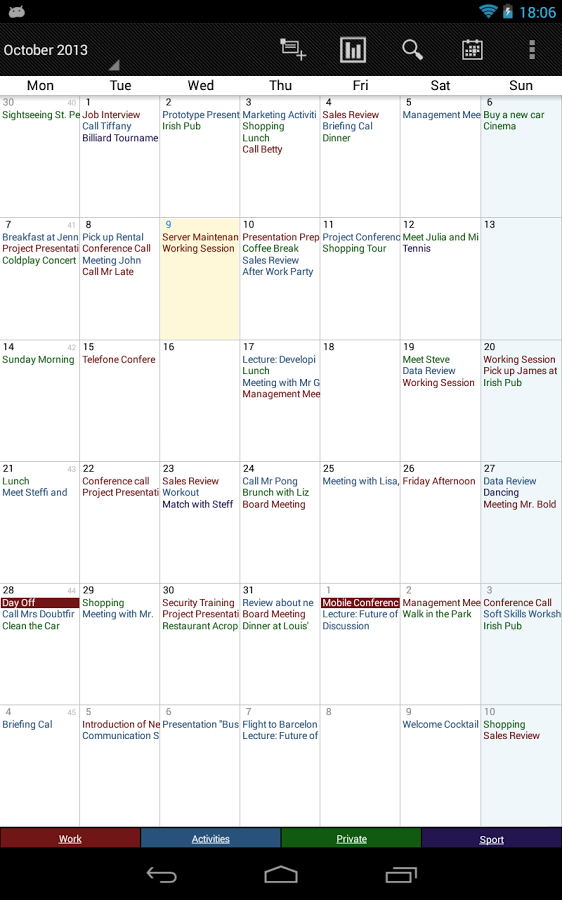 18:06
October 2013
Mon Tue Wed Thu Fri Sat Sun
30 40
Sightseeing St. Pe
1
Job Interview
Call Tiffany
Billiard Tourname
2
Prototype Present
Irish Pub
3
Marketing Activiti
Shopping
Lunch
Call Betty
4
Sales Review
Briefing Cal
Dinner
5
Management Mee
6
Buy a new car
Cinema
7 41
Breakfast at Jenn
Project Presentati
Coldplay Concert
8
Pick up Rental
Conference Call
Meeting John
Call Mr Late
9
Server Maintenan
Working Session
10
Presentation Prep
Coffee Break
Sales Review
After Work Party
11
Project Conferenc
Shopping Tour
12
Meet Julia and Mi
Tennis
13
14 42
Sunday Morning
15
Telefone Confere
16
17
Lecture: Developi
Lunch
Meeting with Mr G
Management Mee
18
19
Meet Steve
Data Review
Working Session
20
Working Session
Pick up James at
Irish Pub
21 43
Lunch
Meet Steffi and
22
Conference call
Project Presentati
23
Sales Review
Workout
Match with Steff
24
Call Mr Pong
Brunch with Liz
Board Meeting
25
Meeting with Lisa,
26
Friday Afternoon
27
Data Review
Dancing
Meeting Mr. Bold
28 44
Day Off
Call Mrs Doubtfir
Clean the Car
29
Shopping
Meeting with Mr.
30
Security Training
Project Presentati
Restaurant Acrop
31
Review about ne
Board Meeting
Dinner at Louis'
1
Mobile Conferenc
Lecture: Future of
Discussion
2
Management Mee
Walk in the Park
3
Conference Call
Soft Skills Worksh
Irish Pub
4 45
Briefing Cal
5
Introduction of Ne
Communication S
6
Presentation "Bus
7
Flight to Barcelon
Lecture: Future of
8
9
Welcome Cocktail
10
Shopping
Sales Review
Work Activities Private Sport